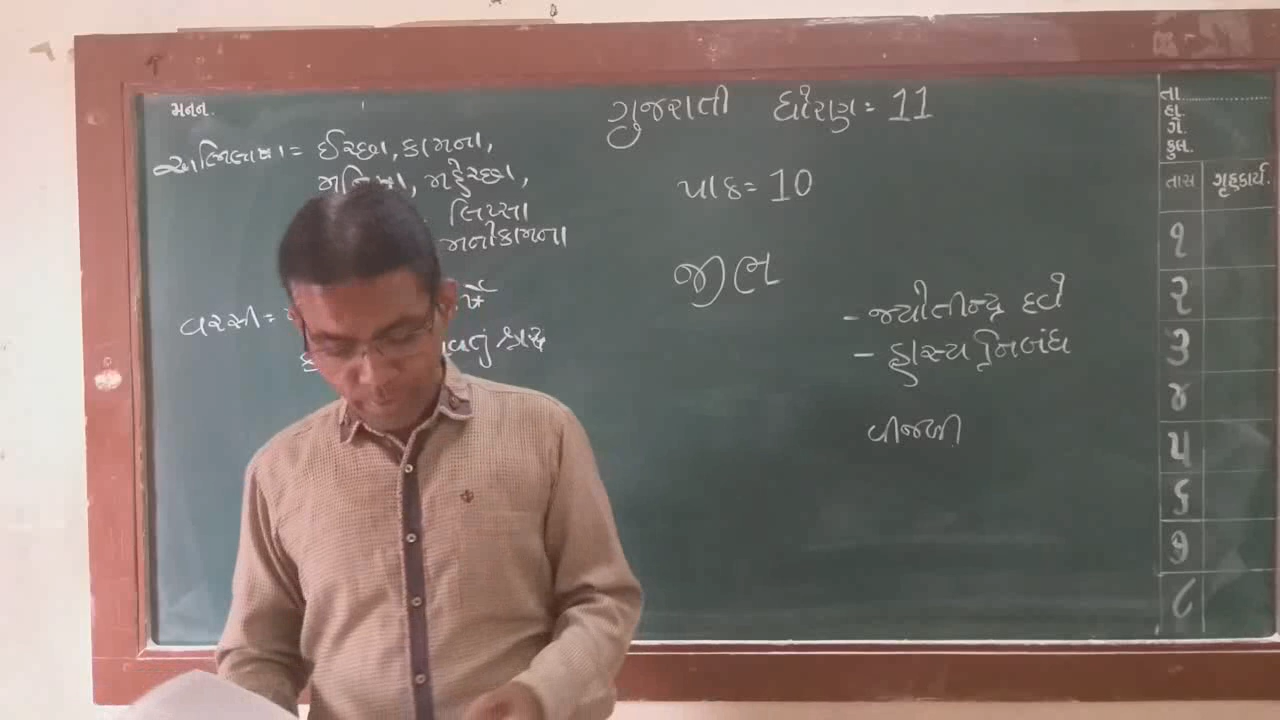 મનન.
અભિલાષા = ઈચ્છા, કામના,
મહેચ્છા,
લિપ્સા
મનોકામના
વરસી =
શ્રાદ્ધ
ગુજરાતી ધોરણ = 11
પાઠ = 10
જીભ
- જ્યોતીન્દ્ર દવે
- હાસ્ય નિબંધ
વીજળી
તા.....................
હા.
ગે.
કુલ.
તાસ ગૃહકાર્ય.
૧
૨
૩
૪
૫
૬
૭
૮